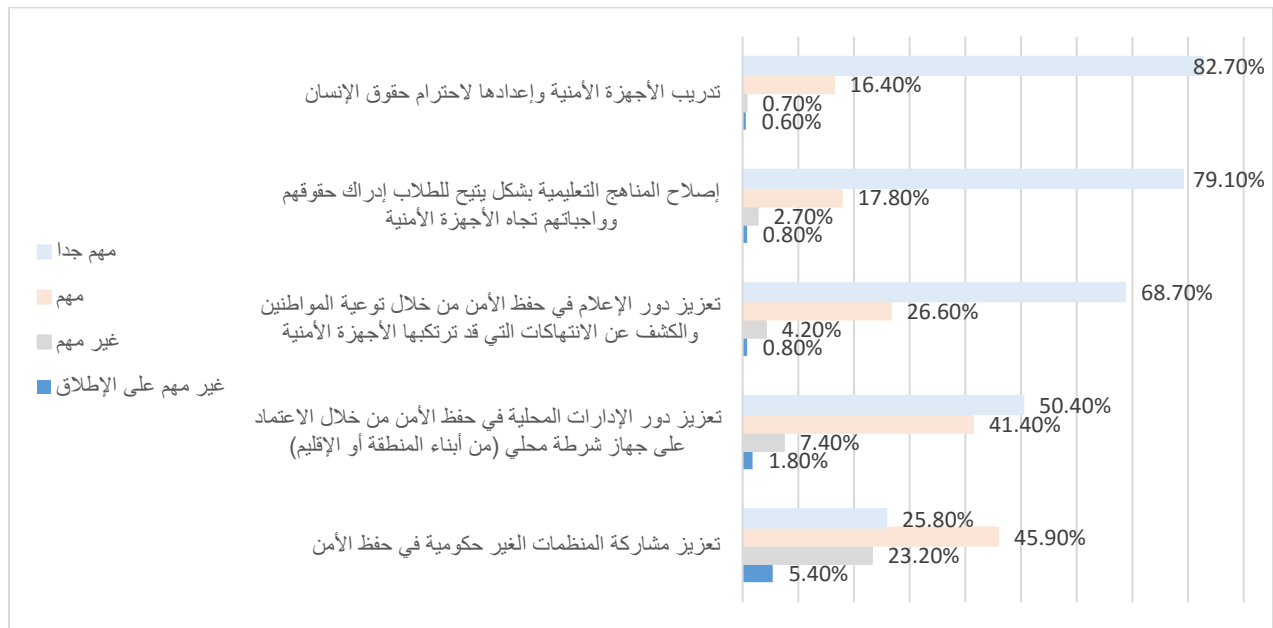 تدريب الأجهزة الأمنية وإعدادها لاحترام حقوق الإنسان
82.70%
16.40%
0.70%
0.60%
إصلاح المناهج التعليمية بشكل يتيح للطلاب إدراك حقوقهم
وواجباتهم تجاه الأجهزة الأمنية
79.10%
17.80%
2.70%
0.80%
تعزيز دور الإعلام في حفظ الأمن من خلال توعية المواطنين
والكشف عن الانتهاكات التي قد ترتكبها الأجهزة الأمنية
68.70%
26.60%
4.20%
0.80%
تعزيز دور الإدارات المحلية في حفظ الأمن من خلال الاعتماد
على جهاز شرطة محلي (من أبناء المنطقة أو الإقليم)
50.40%
41.40%
7.40%
1.80%
تعزيز مشاركة المنظمات الغير حكومية في حفظ الأمن
25.80%
45.90%
23.20%
5.40%
مهم جدا
مهم
غير مهم
غير مهم على الإطلاق